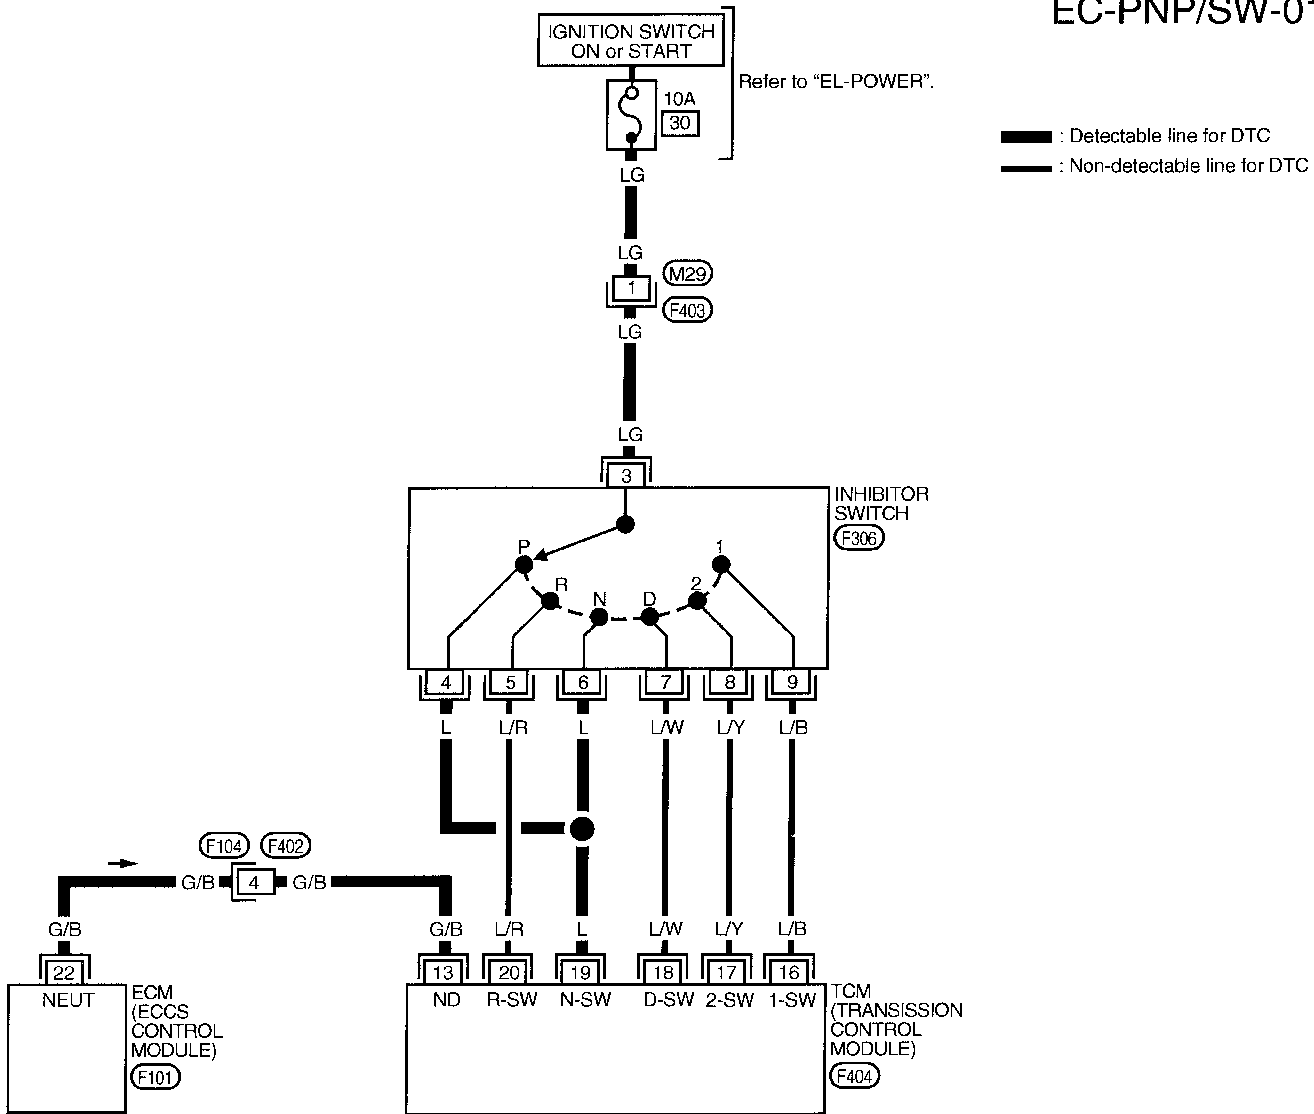 EC-PNP/SW-01
IGNITION SWITCH
ON or START
Refer to “EL-POWER”.
10A
30
: Detectable line for DTC
: Non-detectable line for DTC
LG
LG
M29
1
F403
LG
LG
3
INHIBITOR
SWITCH
F306
P
1
R
2
N
D
4
5
6
7
8
9
L
L/R
L
L/W
L/Y
L/B
F104
F402
G/B
4
G/B
G/B
G/B
L/R
L
L/W
L/Y
L/B
22
13
20
19
18
17
16
NEUT
ECM
(ECCS
CONTROL
MODULE)
F101
ND
R-SW
N-SW
D-SW
2-SW
1-SW
TCM
(TRANSISSION
CONTROL
MODULE)
F404